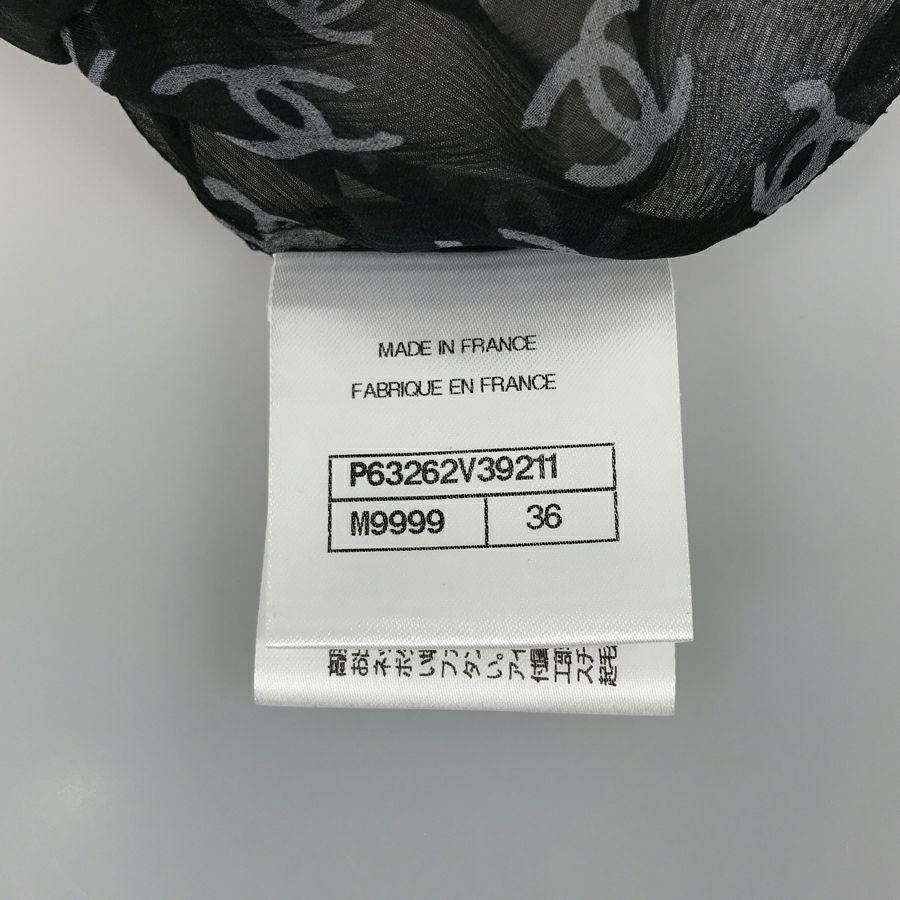 MADE IN FRANCE
FABRIQUE EN FRANCE
P63262V39211
M9999 36